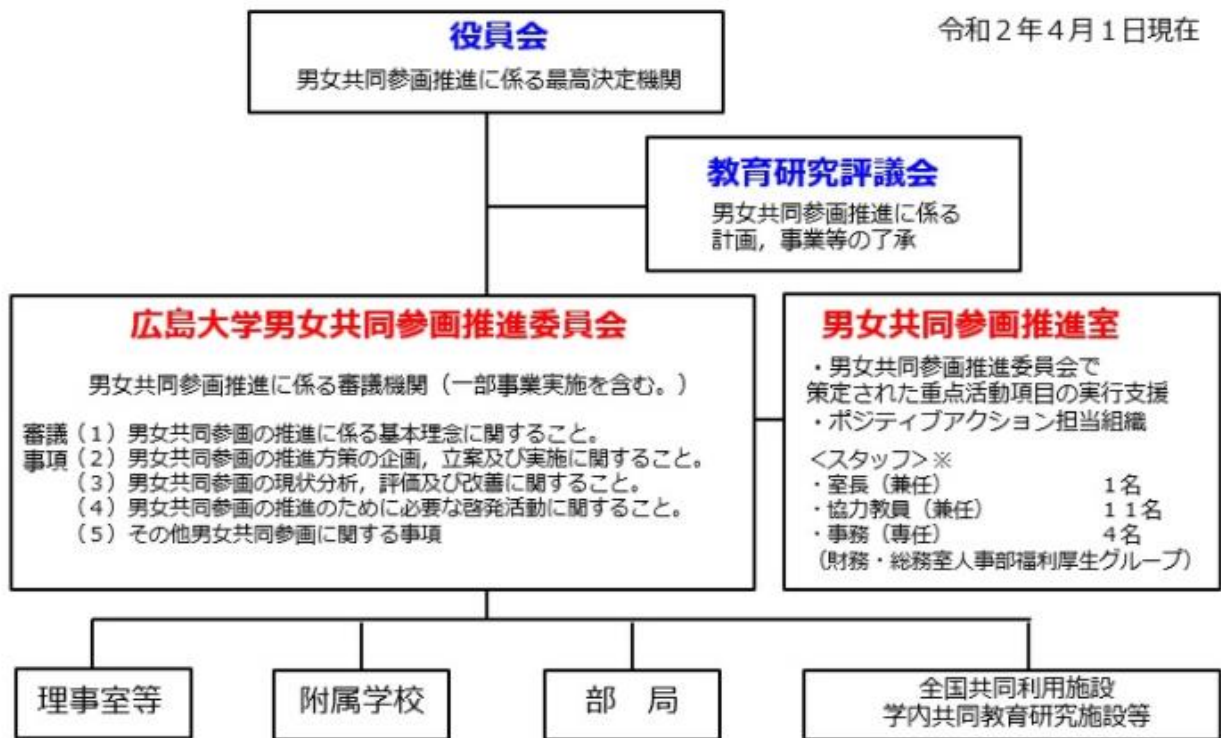 令和2年4月1日現在
役員会
男女共同参画推進に係る最高決定機関
教育研究評議会
男女共同参画推進に係る
計画，事業等の了承
広島大学男女共同参画推進委員会
男女共同参画推進に係る審議機関（一部事業実施を含む。）
審議（1）男女共同参画の推進に係る基本理念に関すること。
事項（2）男女共同参画の推進方策の企画，立案及び実施に関すること。
（3）男女共同参画の現状分析，評価及び改善に関すること。
（4）男女共同参画の推進のために必要な啓発活動に関すること。
（5）その他男女共同参画に関する事項
男女共同参画推進室
・男女共同参画推進委員会で
策定された重点活動項目の実行支援
・ポジティブアクション担当組織
＜スタッフ＞※
・室長（兼任） 1名
・協力教員（兼任） 11名
・事務（専任） 4名
（財務・総務室人事部福利厚生グループ）
理事室等
附属学校
部　局
全国共同利用施設
学内共同教育研究施設等